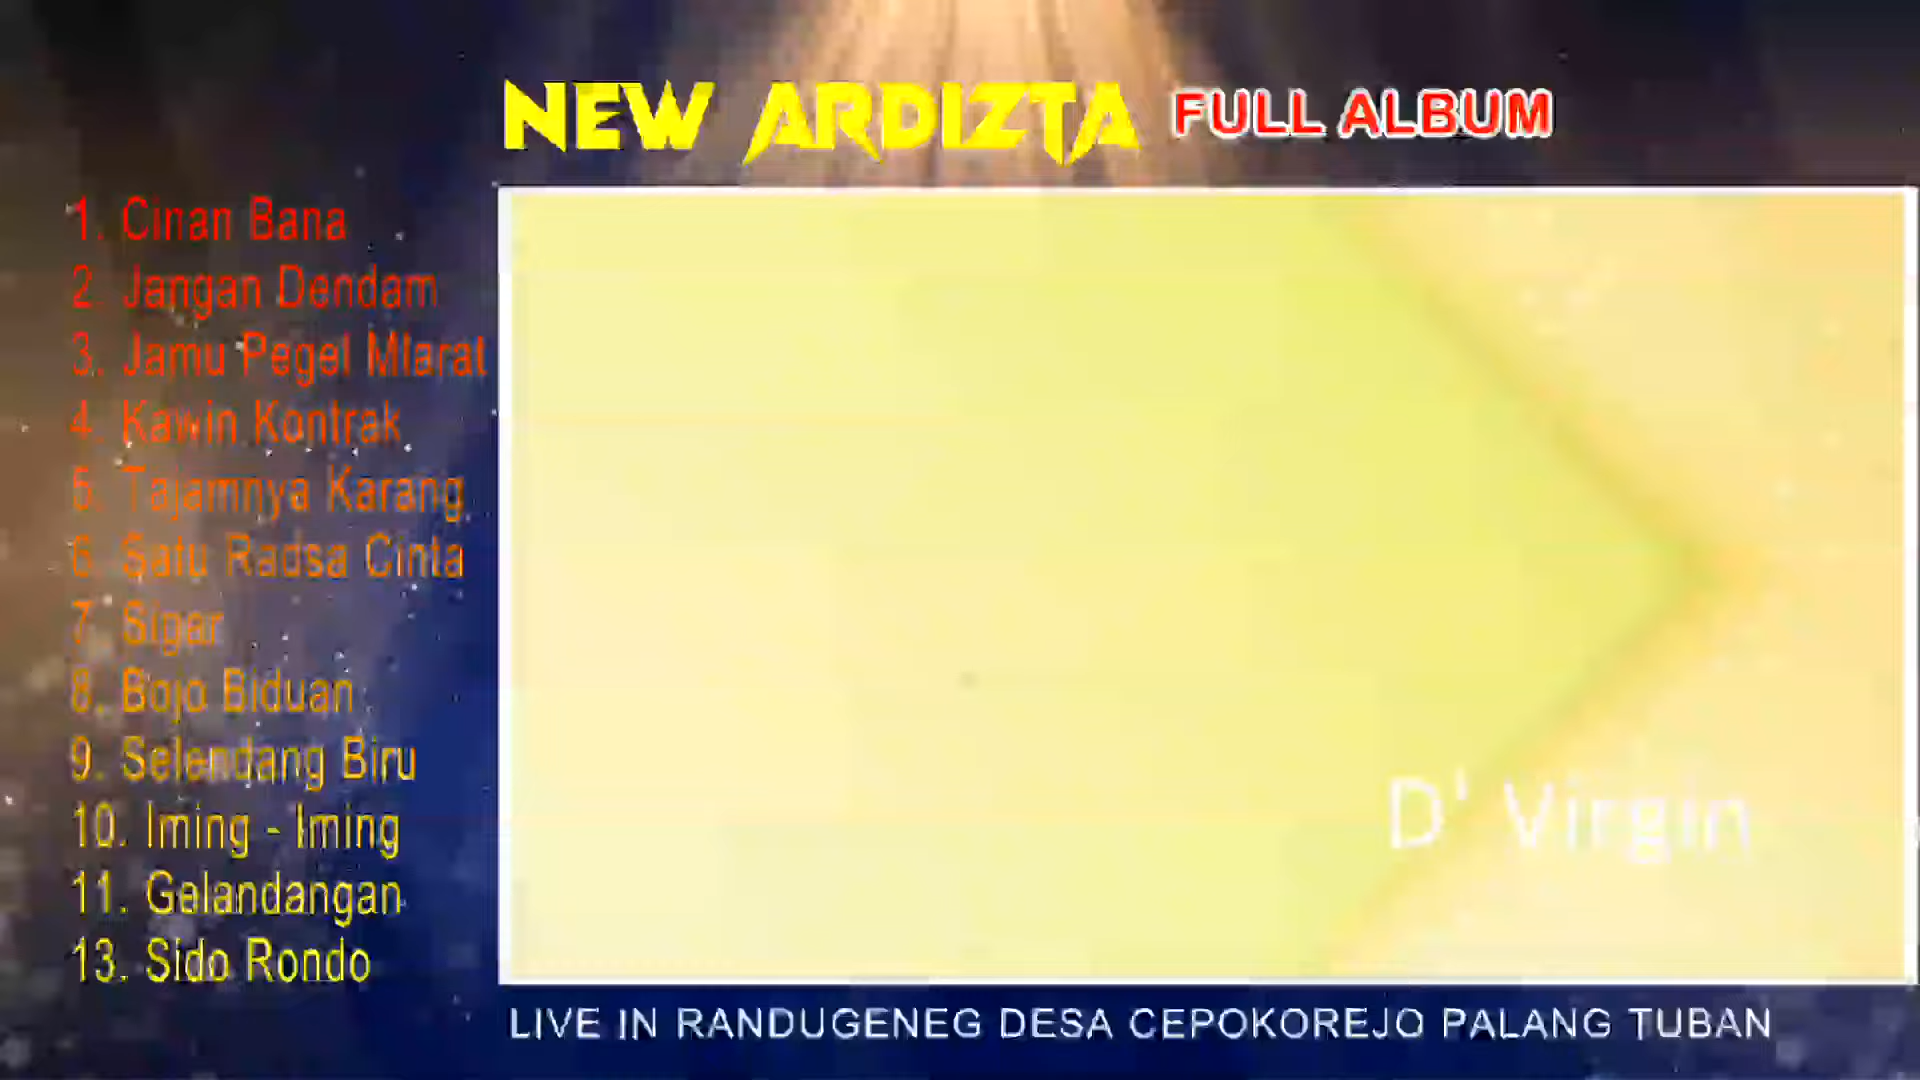 NEW ARDIZTA FULL ALBUM
1. Cinan Bana
2. Jangan Dendam
3. Jamu Pegel Mlarat
4. Kawin Kontrak
5. Tajamnya Karang
6. Satu Radsa Cinta
7. Sigar
8. Bojo Biduan
9. Selendang Biru
10. Iming - Iming
11. Gelandangan
13. Sido Rondo
D' Virgin
LIVE IN RANDUGENEG DESA CEPOKOREJO PALANG TUBAN